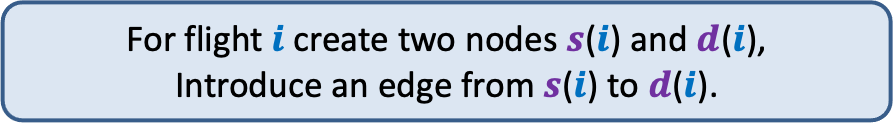 For flight i create two nodes s(i) and d(i),
Introduce an edge from s(i) to d(i).